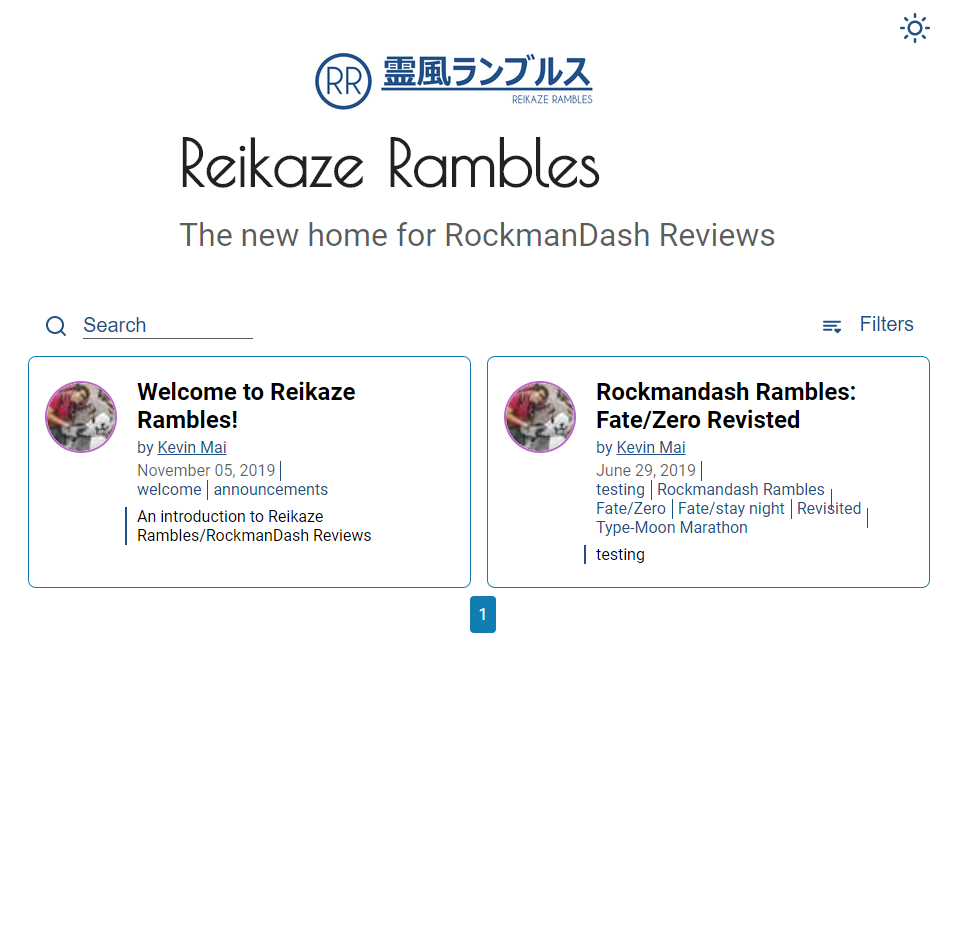 RR 霊風ランブルス
REIKAZE RAMBLES
Reikaze Rambles
The new home for RockmanDash Reviews
Search
Filters
Welcome to Reikaze
Rambles!
by Kevin Mai
November 05, 2019
welcome announcements
An introduction to Reikaze
Rambles/RockmanDash Reviews
Rockmandash Rambles:
Fate/Zero Revisted
by Kevin Mai
June 29, 2019
testing Rockmandash Rambles
Fate/Zero Fate/stay night Revisited
Type-Moon Marathon
testing
1